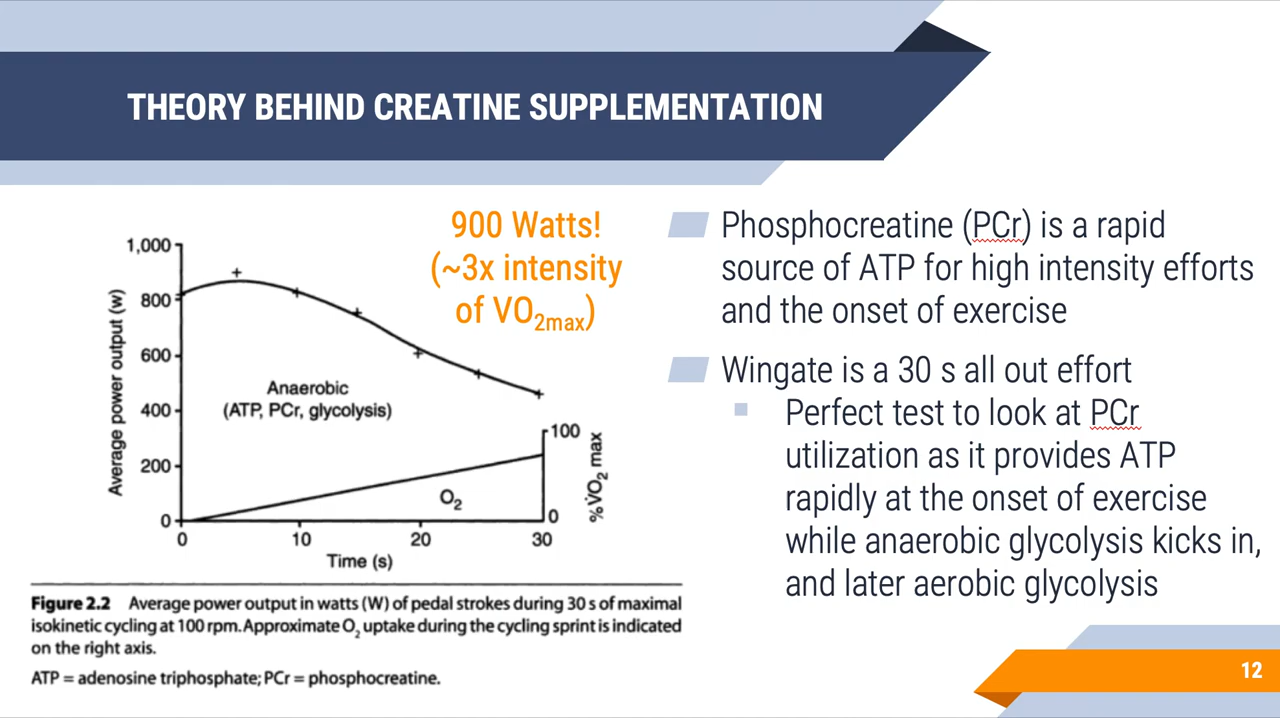 THEORY BEHIND CREATINE SUPPLEMENTATION
900 Watts!
(~3x intensity
of VO2max)
1,000
800
600
400
200
0
Average power output (w)
Anaerobic
(ATP, PCr, glycolysis)
O2
100
0
% V̇O2 max
0
10
20
30
Time (s)
Figure 2.2 Average power output in watts (W) of pedal strokes during 30 s of maximal
isokinetic cycling at 100 rpm. Approximate O2 uptake during the cycling sprint is indicated
on the right axis.
ATP = adenosine triphosphate; PCr = phosphocreatine.
Phosphocreatine (PCr) is a rapid
source of ATP for high intensity efforts
and the onset of exercise
Wingate is a 30 s all out effort
Perfect test to look at PCr
utilization as it provides ATP
rapidly at the onset of exercise
while anaerobic glycolysis kicks in,
and later aerobic glycolysis
12